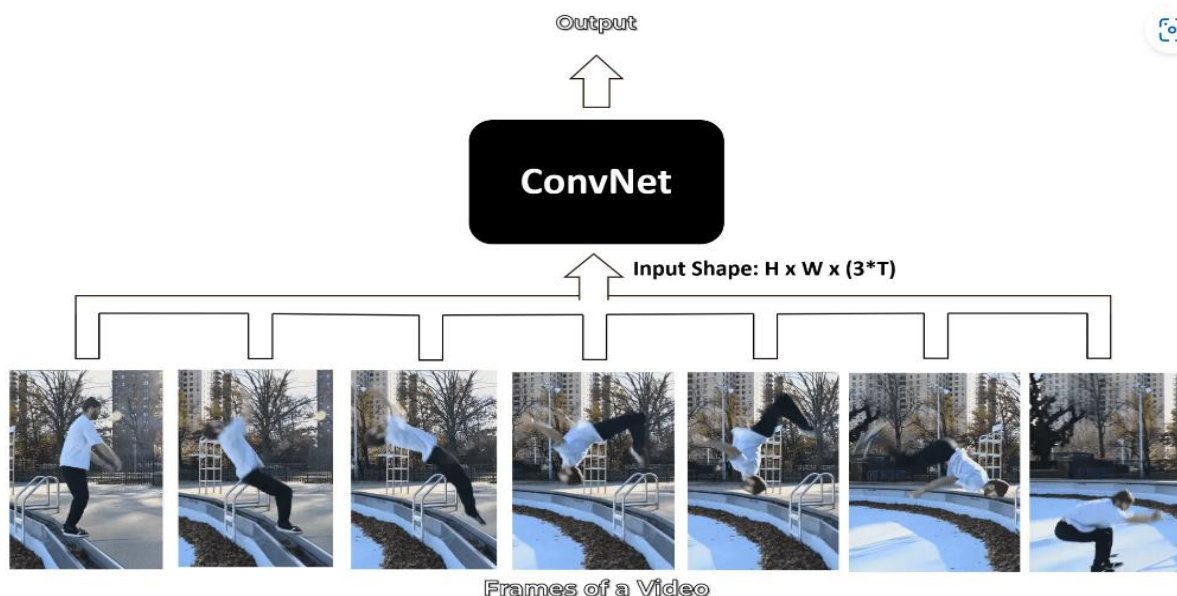 Output
ConvNet
Input Shape: H x W x (3*T)
Frames of a Video